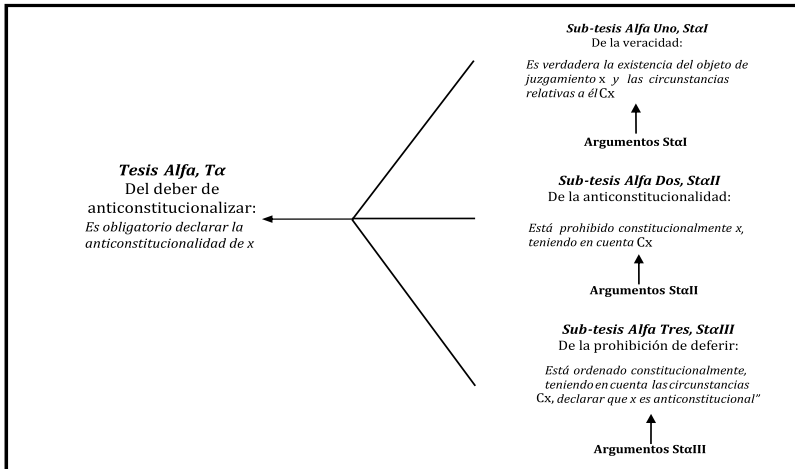 Tesis Alfa, Tα
Del deber de
anticonstitucionalizar:
Es obligatorio declarar la
anticonstitucionalidad de x
Sub-tesis Alfa Uno, StαI
De la veracidad:
Es verdadera la existencia del objeto de
juzgamiento x y las circunstancias
relativas a él Cx
Argumentos StαI
Sub-tesis Alfa Dos, StαII
De la anticonstitucionalidad:
Está prohibido constitucionalmente x,
teniendo en cuenta Cx
Argumentos StαII
Sub-tesis Alfa Tres, StαIII
De la prohibición de deferir:
Está ordenado constitucionalmente,
teniendo en cuenta las circunstancias
Cx, declarar que x es anticonstitucional”
Argumentos StαIII